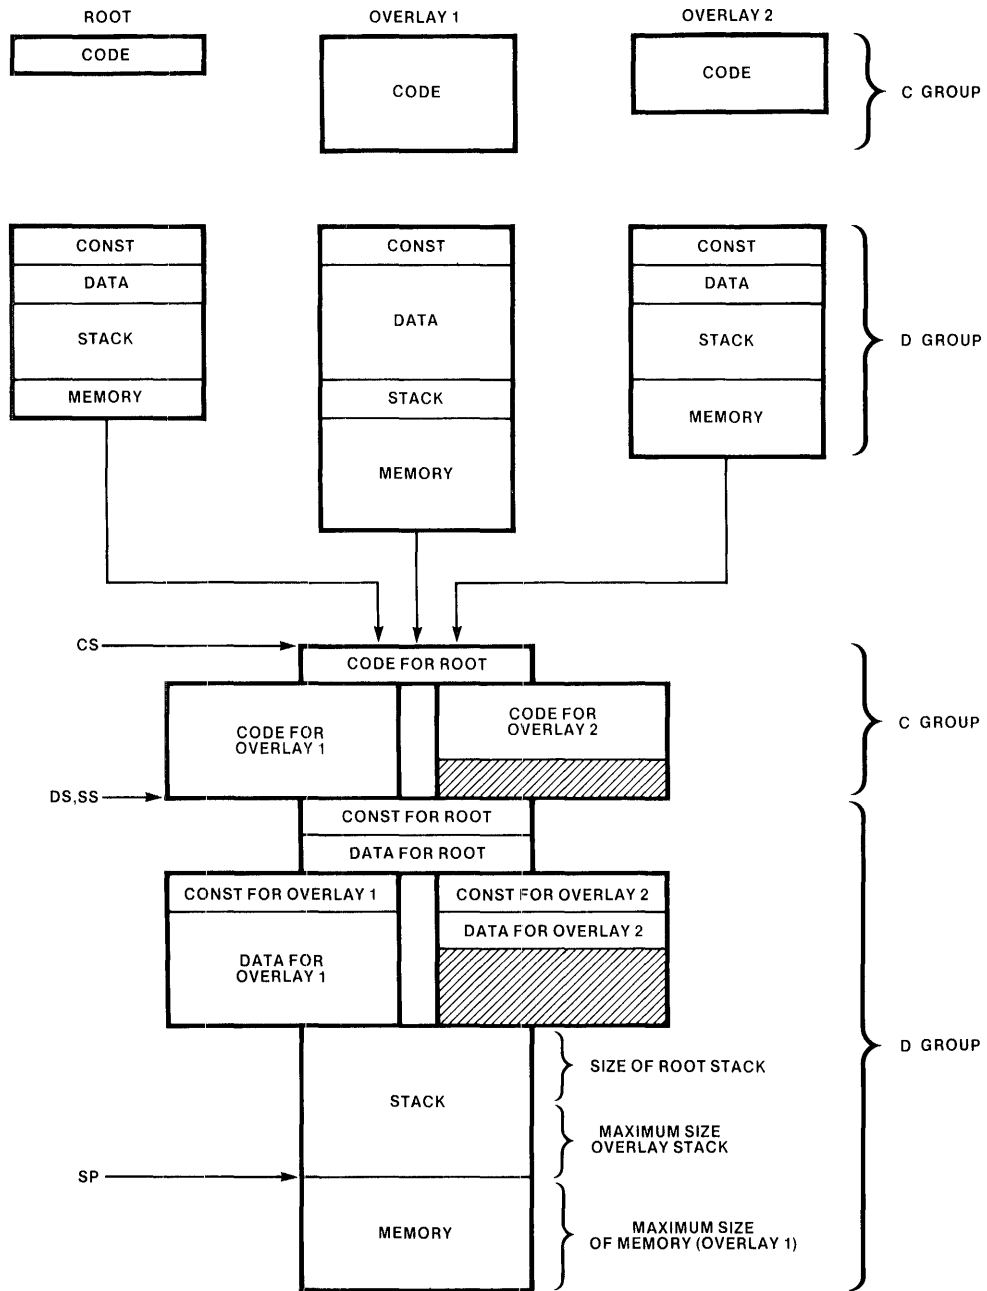 ROOT
OVERLAY 1
OVERLAY 2
CODE
CODE
CODE
C GROUP
CONST
DATA
STACK
MEMORY
CONST
DATA
STACK
MEMORY
CONST
DATA
STACK
MEMORY
D GROUP
CS
CODE FOR ROOT
CODE FOR
OVERLAY 1
CODE FOR
OVERLAY 2
C GROUP
DS,SS
CONST FOR ROOT
DATA FOR ROOT
CONST FOR OVERLAY 1
CONST FOR OVERLAY 2
DATA FOR OVERLAY 2
DATA FOR
OVERLAY 1
D GROUP
STACK
SIZE OF ROOT STACK
MAXIMUM SIZE
OVERLAY STACK
SP
MEMORY
MAXIMUM SIZE
OF MEMORY (OVERLAY 1)